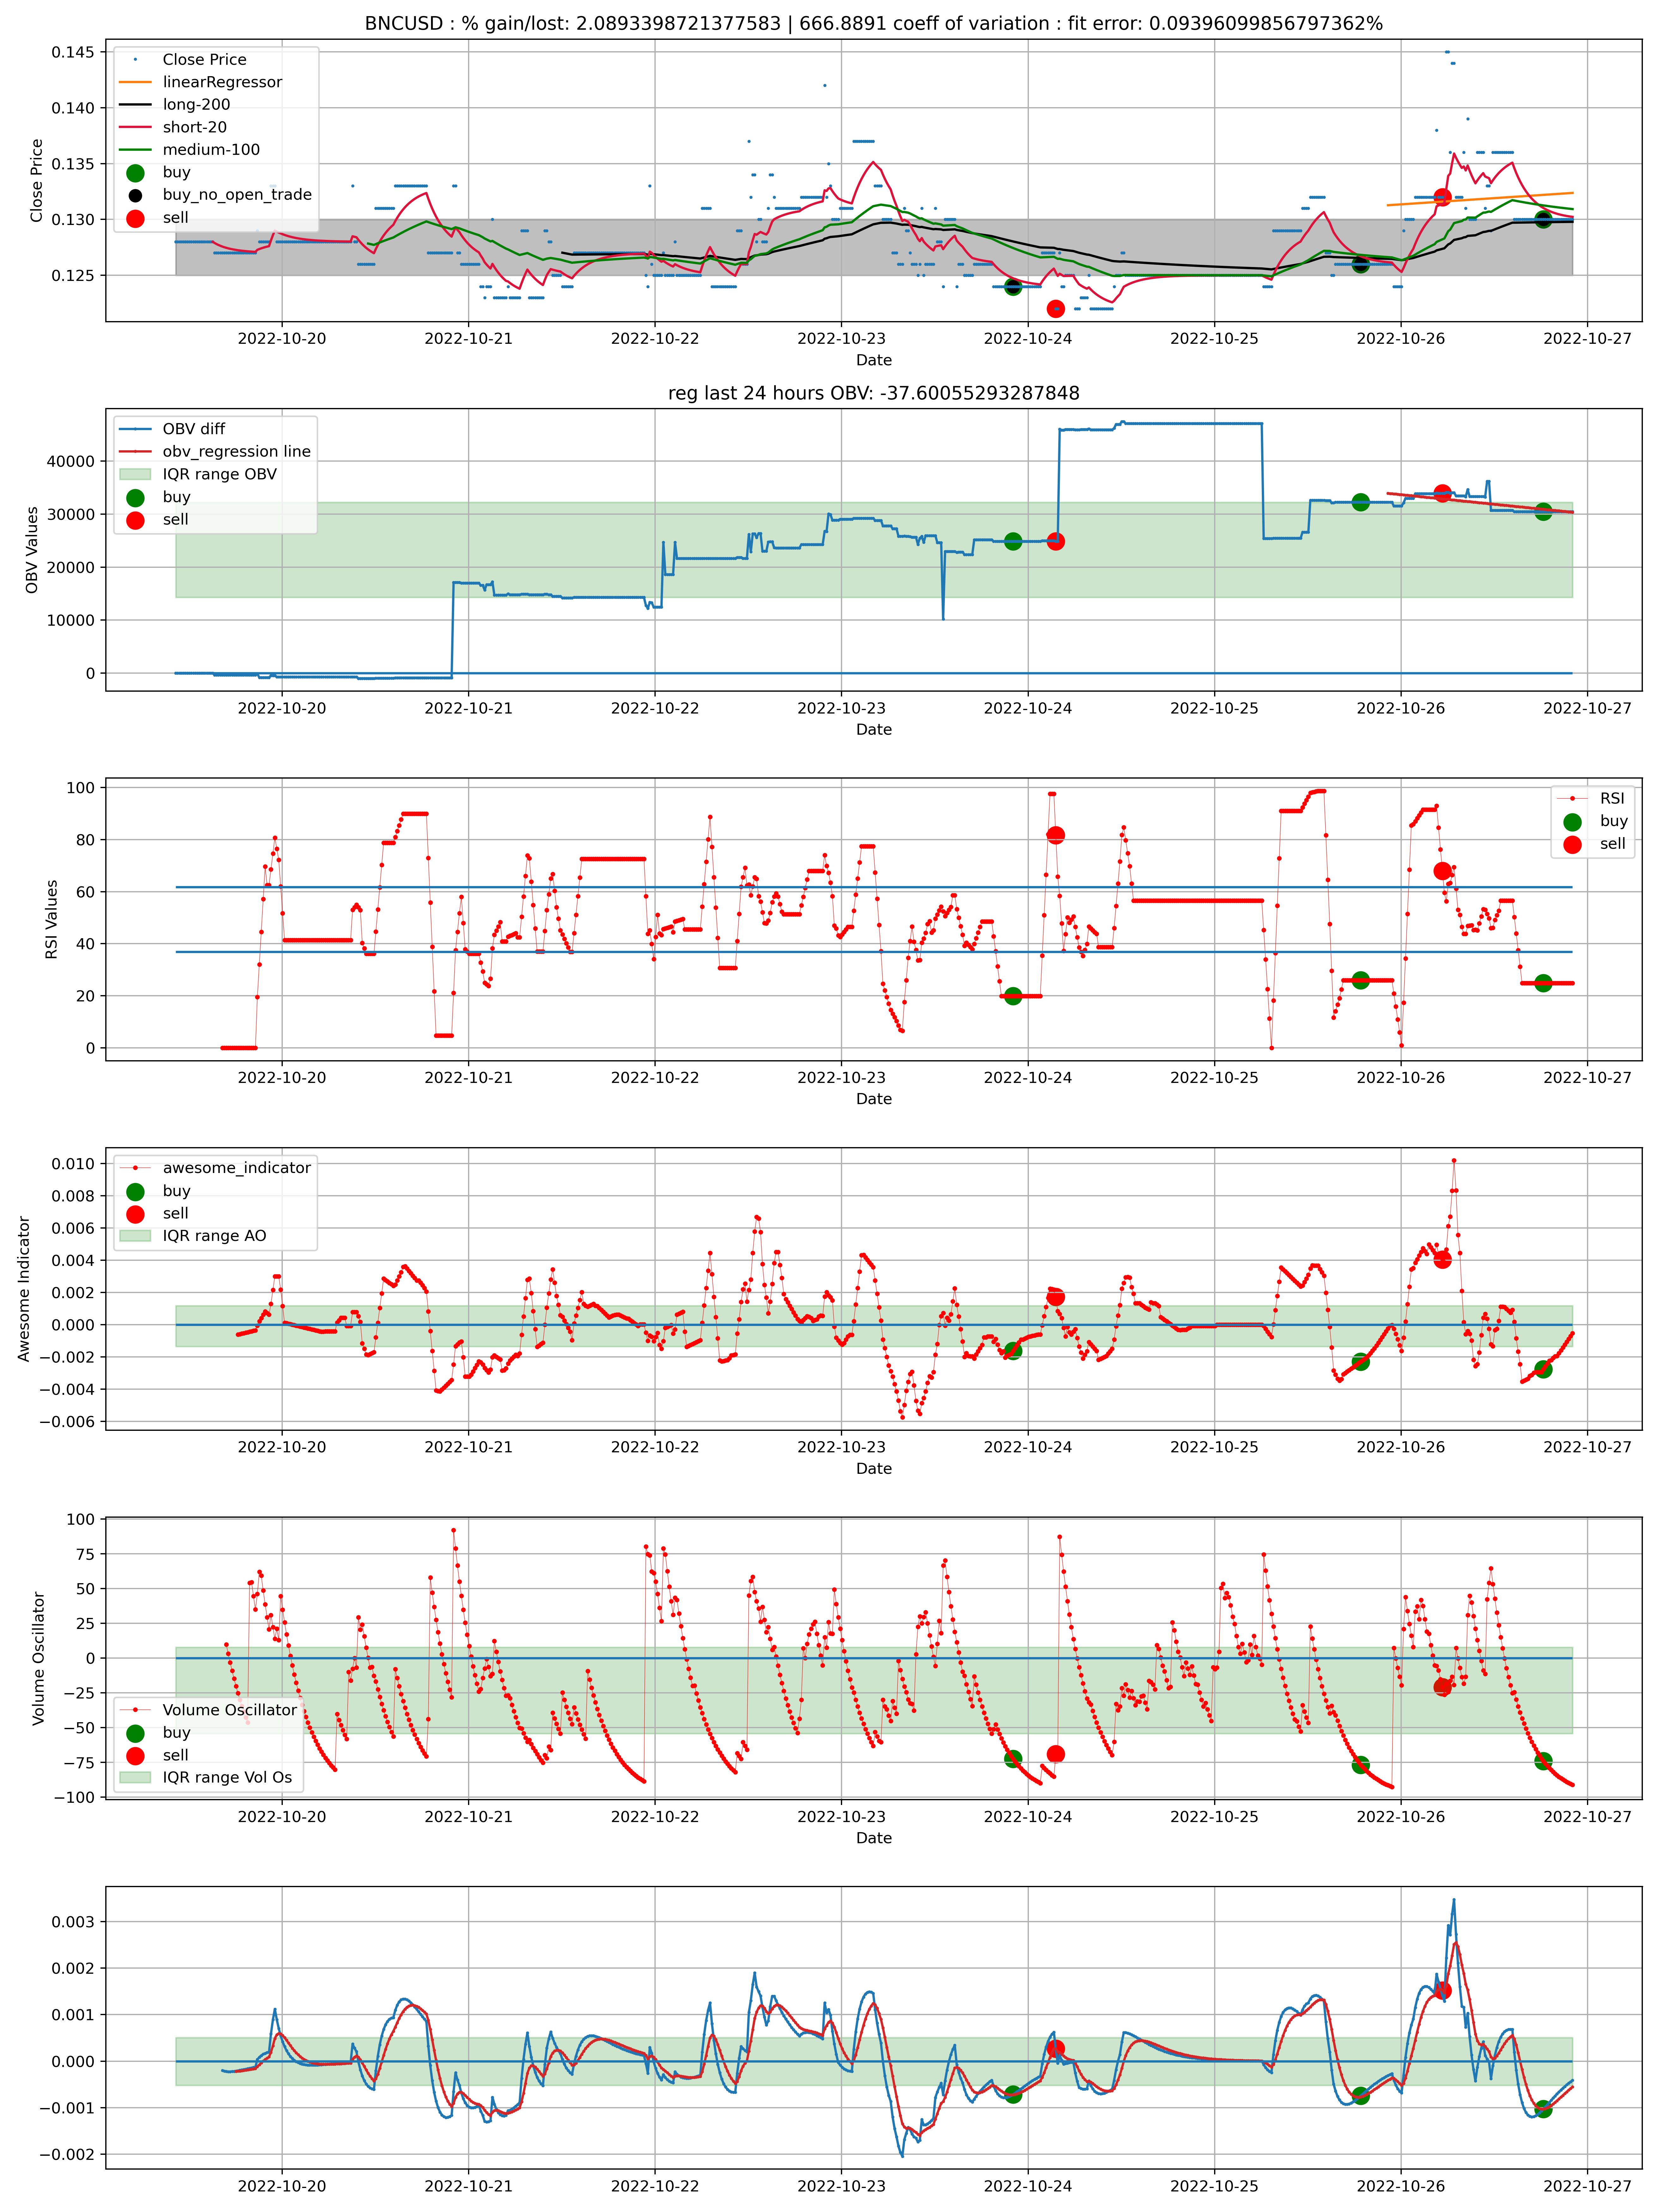 BNCUSD : % gain/lost: 2.0893398721377583 | 666.8891 coeff of variation : fit error: 0.09396099856797362%
0.145
0.140
0.135
0.130
0.125
Close Price
Close Price
linearRegressor
long-200
short-20
medium-100
buy
buy_no_open_trade
sell
2022-10-20 2022-10-21 2022-10-22 2022-10-23 2022-10-24 2022-10-25 2022-10-26 2022-10-27
Date
reg last 24 hours OBV: -37.60055293287848
40000
30000
20000
10000
0
OBV Values
OBV diff
obv_regression line
IQR range OBV
buy
sell
2022-10-20 2022-10-21 2022-10-22 2022-10-23 2022-10-24 2022-10-25 2022-10-26 2022-10-27
Date
100
80
60
40
20
0
RSI Values
RSI
buy
sell
2022-10-20 2022-10-21 2022-10-22 2022-10-23 2022-10-24 2022-10-25 2022-10-26 2022-10-27
Date
0.010
0.008
0.006
0.004
0.002
0.000
−0.002
−0.004
−0.006
Awesome Indicator
awesome_indicator
buy
sell
IQR range AO
2022-10-20 2022-10-21 2022-10-22 2022-10-23 2022-10-24 2022-10-25 2022-10-26 2022-10-27
Date
100
75
50
25
0
−25
−50
−75
−100
Volume Oscillator
Volume Oscillator
buy
sell
IQR range Vol Os
2022-10-20 2022-10-21 2022-10-22 2022-10-23 2022-10-24 2022-10-25 2022-10-26 2022-10-27
Date
0.003
0.002
0.001
0.000
−0.001
−0.002
2022-10-20 2022-10-21 2022-10-22 2022-10-23 2022-10-24 2022-10-25 2022-10-26 2022-10-27